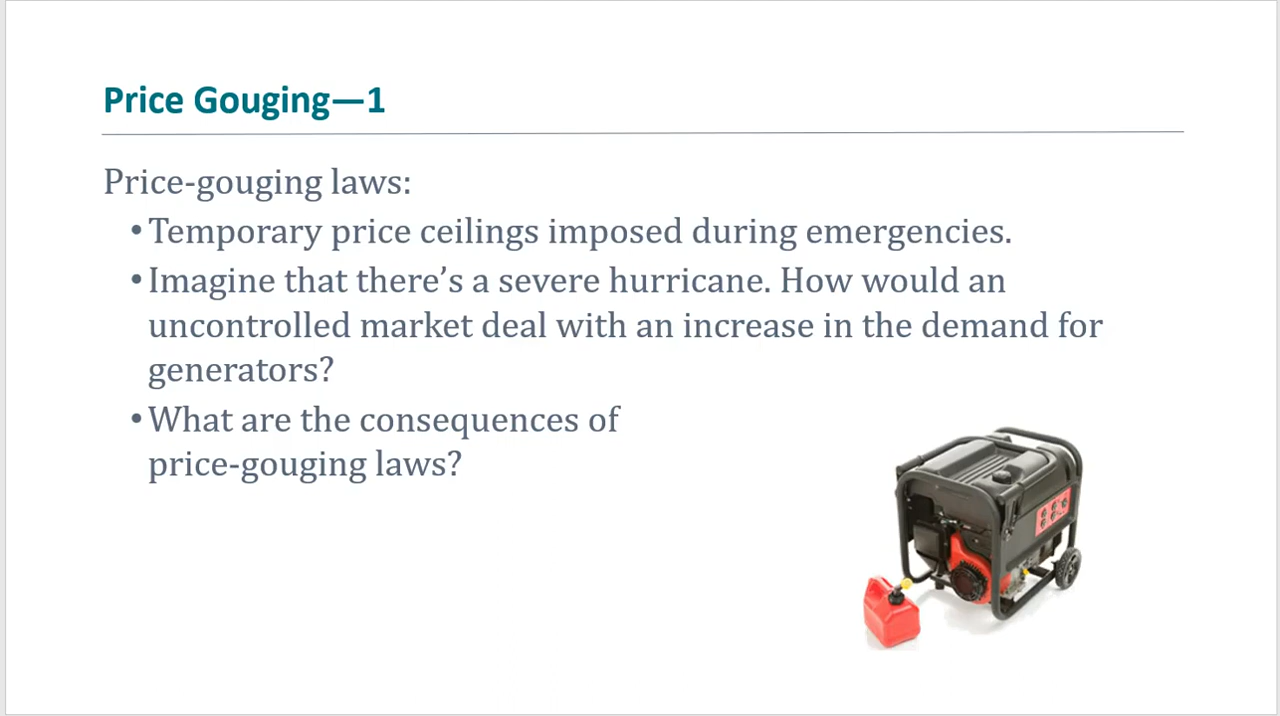 Price Gouging—1
Price-gouging laws:
•Temporary price ceilings imposed during emergencies.
•Imagine that there’s a severe hurricane. How would an
uncontrolled market deal with an increase in the demand for
generators?
•What are the consequences of
price-gouging laws?